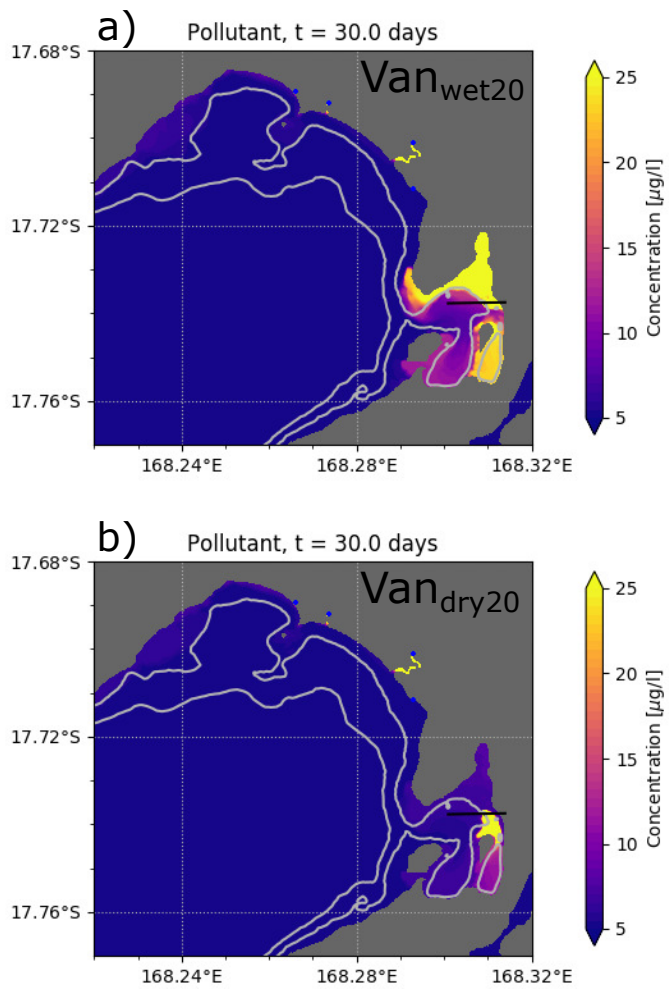 a)
Pollutant, t = 30.0 days
Van_wet20
17.68°S
17.72°S
17.76°S
168.24°E
168.28°E
168.32°E
25
20
15
10
5
Concentration [μg/l]
b)
Pollutant, t = 30.0 days
Van_dry20
17.68°S
17.72°S
17.76°S
168.24°E
168.28°E
168.32°E
25
20
15
10
5
Concentration [μg/l]